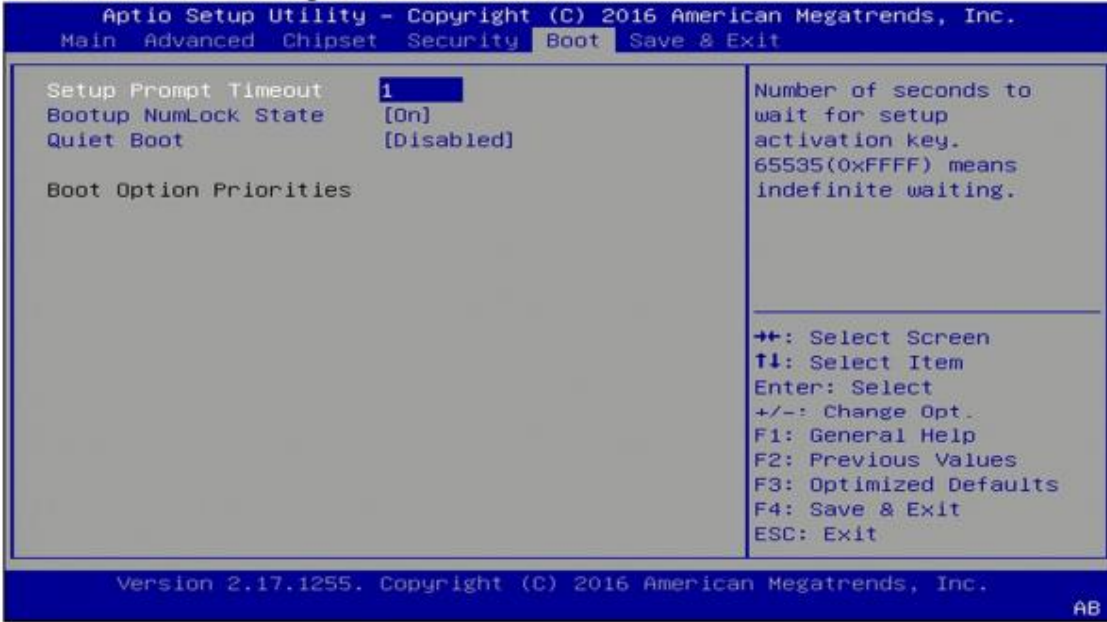 Aptio Setup Utility – Copyright (C) 2016 American Megatrends, Inc.
Main Advanced Chipset Security Boot Save & Exit
Setup Prompt Timeout 1
Bootup NumLock State [On]
Quiet Boot [Disabled]
Boot Option Priorities
Number of seconds to
wait for setup
activation key.
65535(0xFFFF) means
indefinite waiting.
→←: Select Screen
↑↓: Select Item
Enter: Select
+/-: Change Opt.
F1: General Help
F2: Previous Values
F3: Optimized Defaults
F4: Save & Exit
ESC: Exit
Version 2.17.1255. Copyright (C) 2016 American Megatrends, Inc.
AB